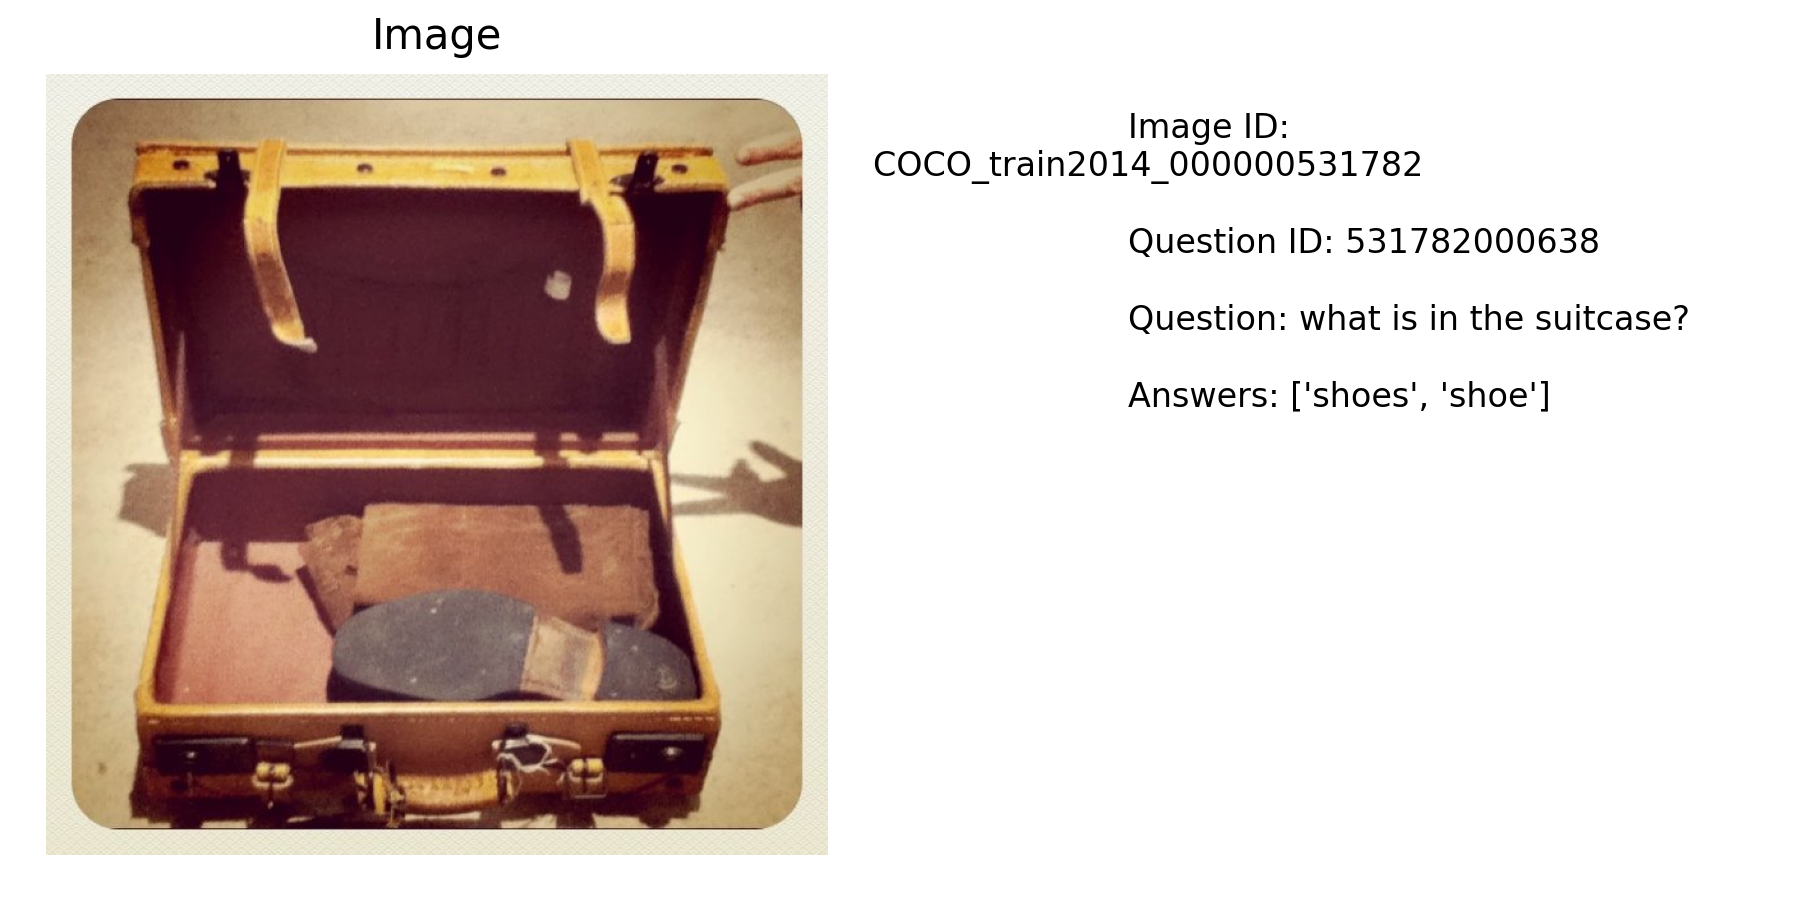 Image
Image ID:
COCO_train2014_000000531782
Question ID: 531782000638
Question: what is in the suitcase?
Answers: ['shoes', 'shoe']